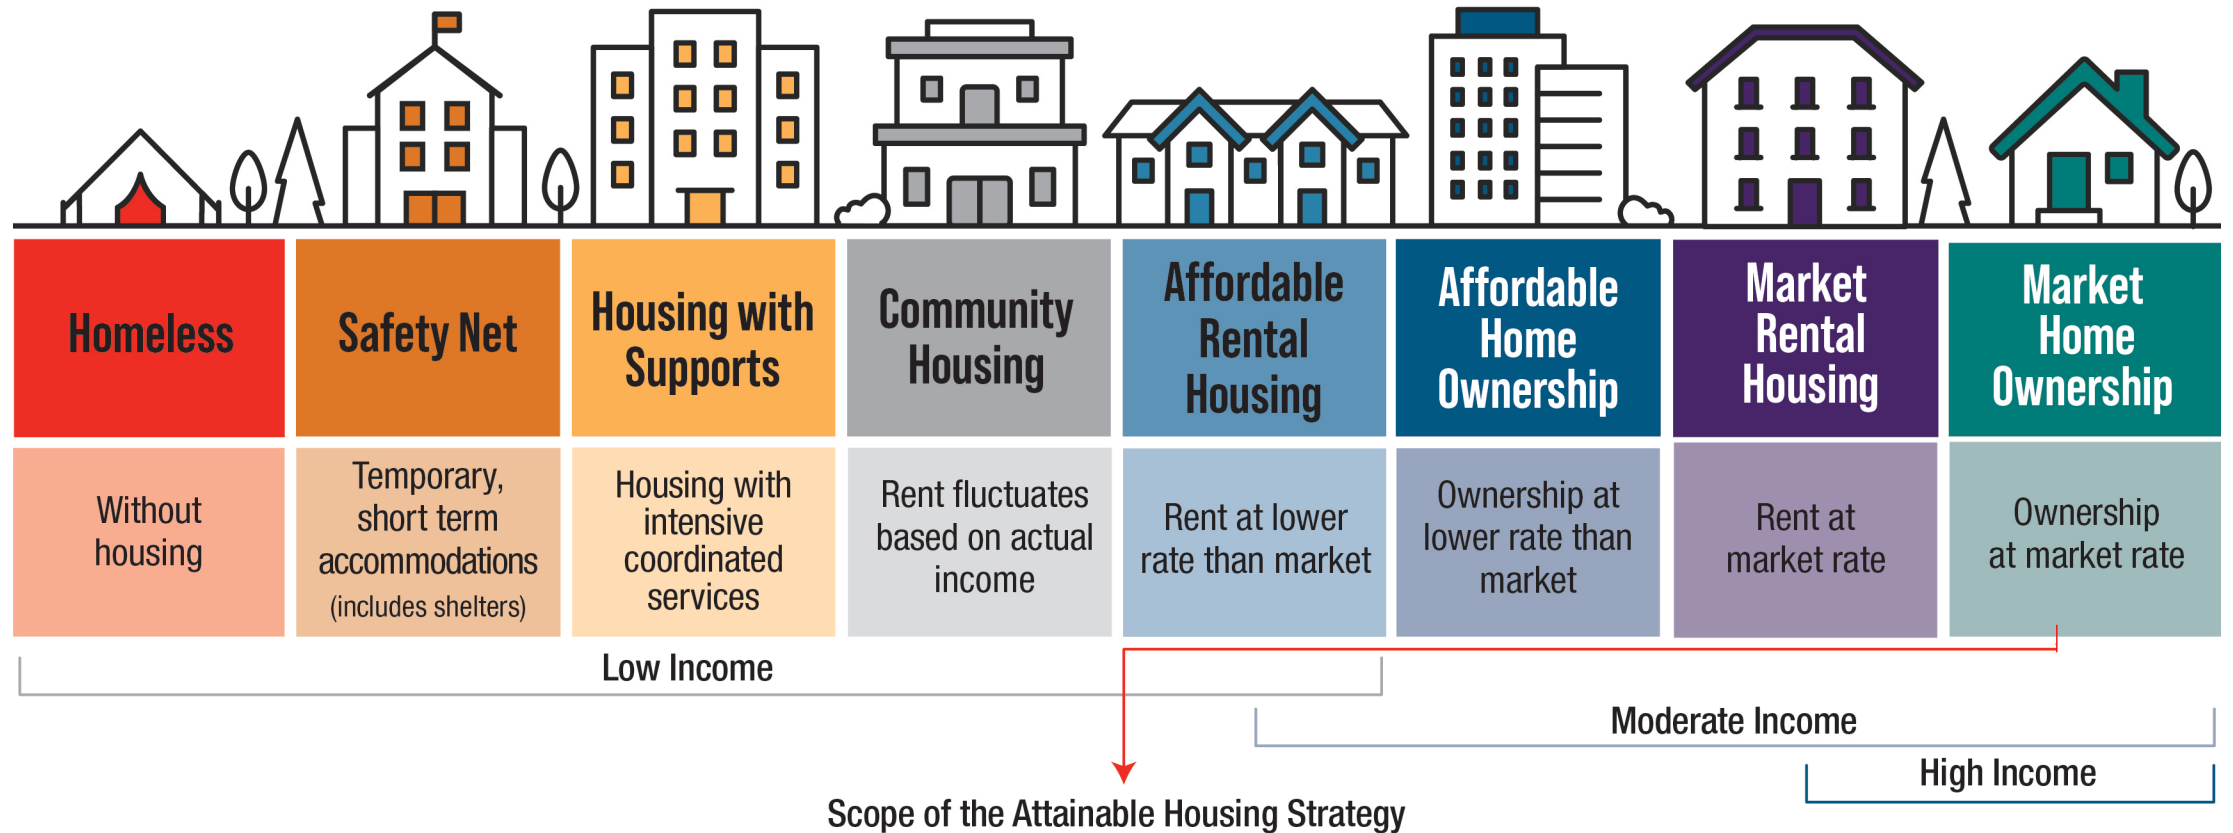 Homeless
Safety Net
Housing with
Supports
Community
Housing
Affordable
Rental
Housing
Affordable
Home
Ownership
Market
Rental
Housing
Market
Home
Ownership
Without
housing
Temporary,
short term
accommodations
(includes shelters)
Housing with
intensive
coordinated
services
Rent fluctuates
based on actual
income
Rent at lower
rate than market
Ownership at
lower rate than
market
Rent at
market rate
Ownership
at market rate
Low Income
Moderate Income
High Income
Scope of the Attainable Housing Strategy